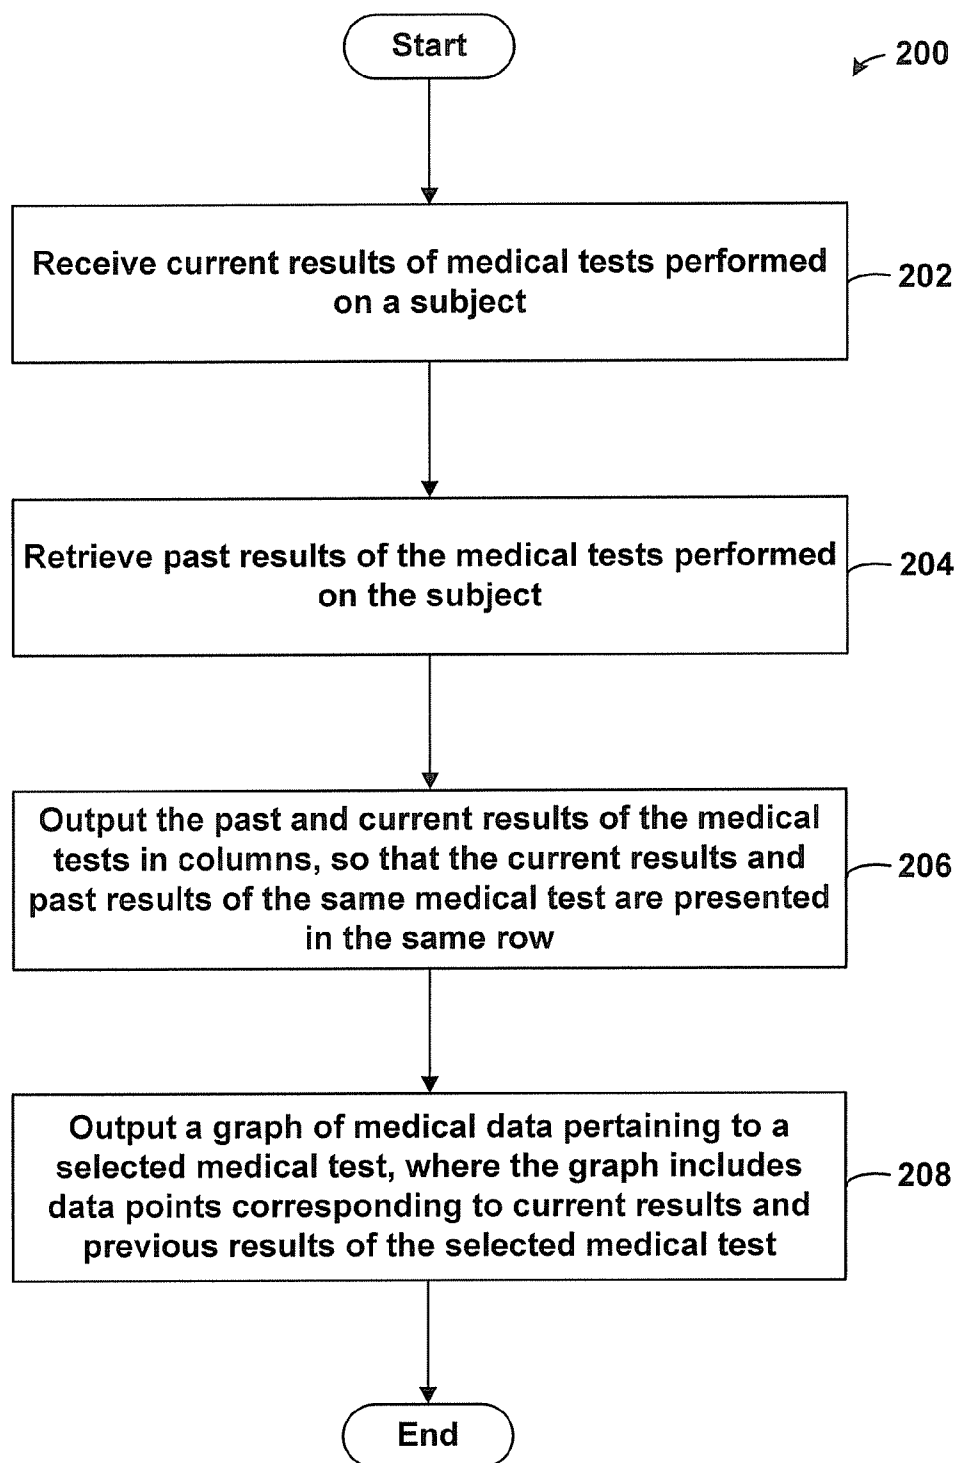 Start
200
Receive current results of medical tests performed
on a subject
202
Retrieve past results of the medical tests performed
on the subject
204
Output the past and current results of the medical
tests in columns, so that the current results and
past results of the same medical test are presented
in the same row
206
Output a graph of medical data pertaining to a
selected medical test, where the graph includes
data points corresponding to current results and
previous results of the selected medical test
208
End